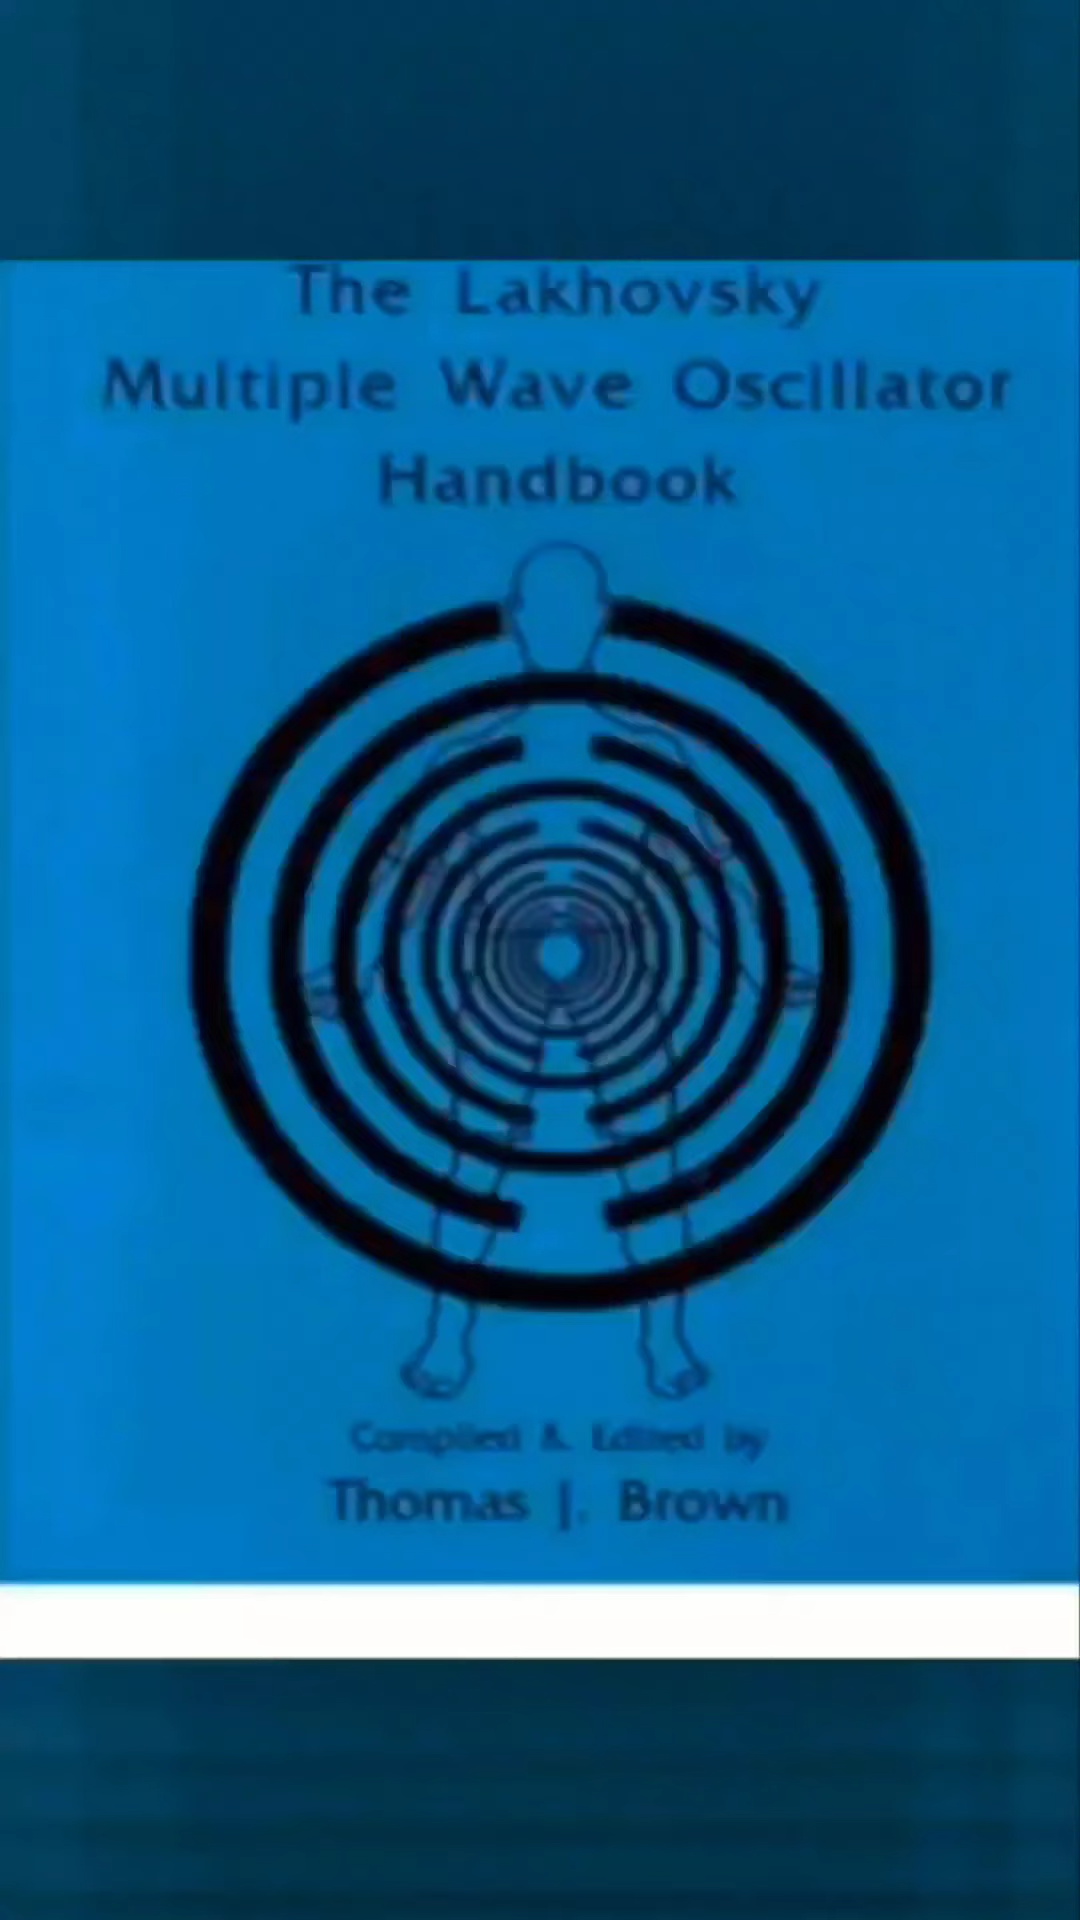 The Lakhovsky
Multiple Wave Oscillator
Handbook
Compiled & Edited by
Thomas J. Brown